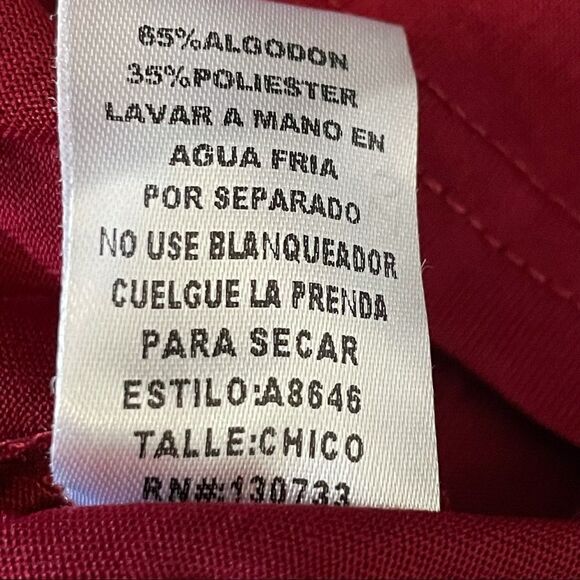 65%ALGODON
35%POLIESTER
LAVAR A MANO EN
AGUA FRIA
POR SEPARADO
NO USE BLANQUEADOR
CUELGUE LA PRENDA
PARA SECAR
ESTILO:A8646
TALLE:CHICO
RN#:130733